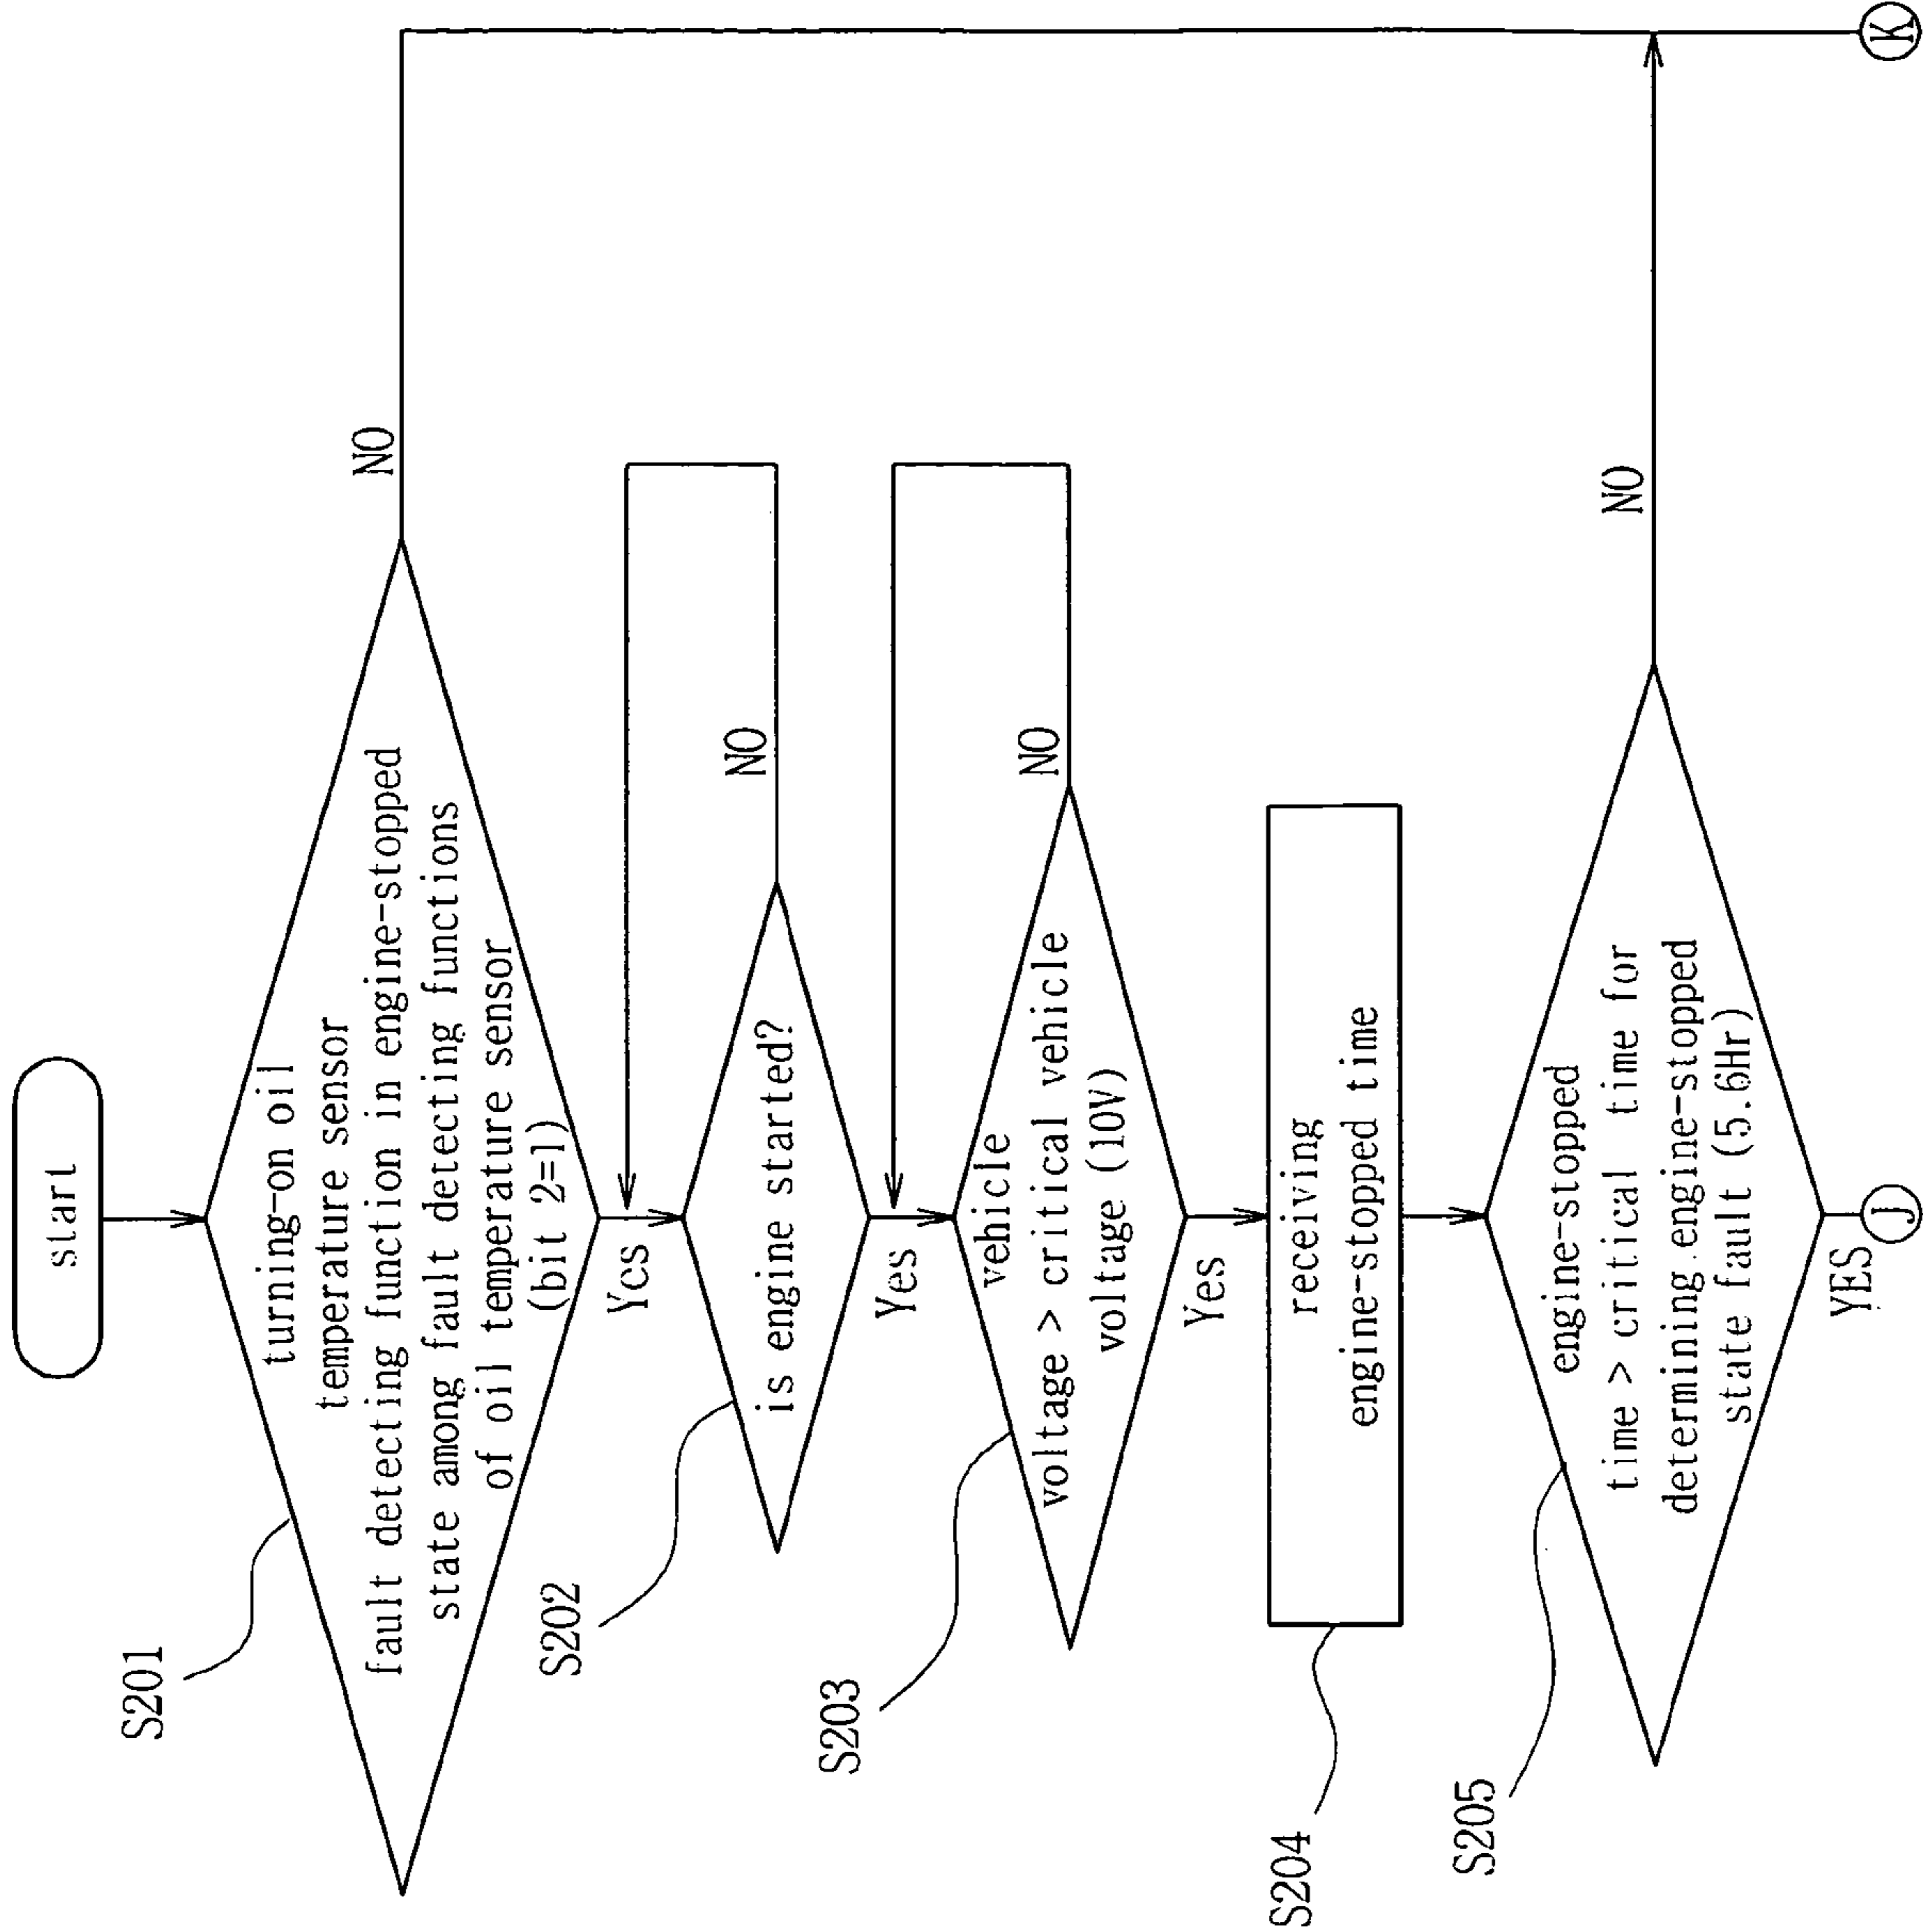 start
S201
turning-on oil
temperature sensor
fault detecting function in engine-stopped
state among fault detecting functions
of oil temperature sensor
(bit 2=1)
NO
Yes
S202
is engine started?
NO
Yes
S203
vehicle
voltage > critical vehicle
voltage (10V)
NO
Yes
S204
receiving
engine-stopped time
S205
engine-stopped
time > critical time for
determining engine-stopped
state fault (5.6Hr)
NO
YES
J
K